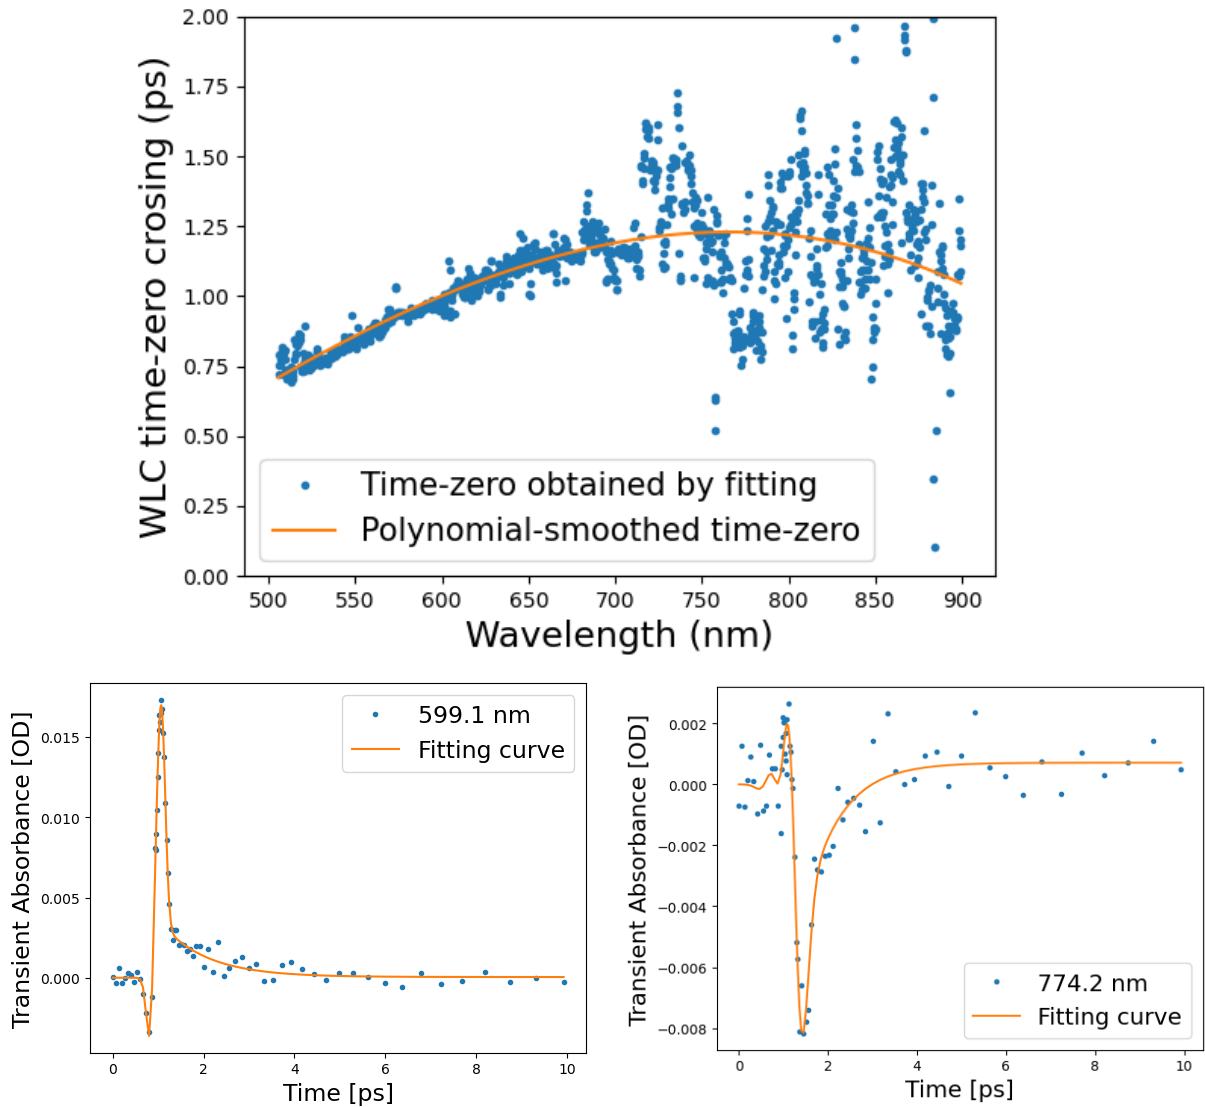 WLC time-zero crosing (ps)
2.00
1.75
1.50
1.25
1.00
0.75
0.50
0.25
0.00
Time-zero obtained by fitting
Polynomial-smoothed time-zero
500 550 600 650 700 750 800 850 900
Wavelength (nm)
Transient Absorbance [OD]
0.015
0.010
0.005
0.000
599.1 nm
Fitting curve
0 2 4 6 8 10
Time [ps]
Transient Absorbance [OD]
0.002
0.000
−0.002
−0.004
−0.006
−0.008
774.2 nm
Fitting curve
0 2 4 6 8 10
Time [ps]